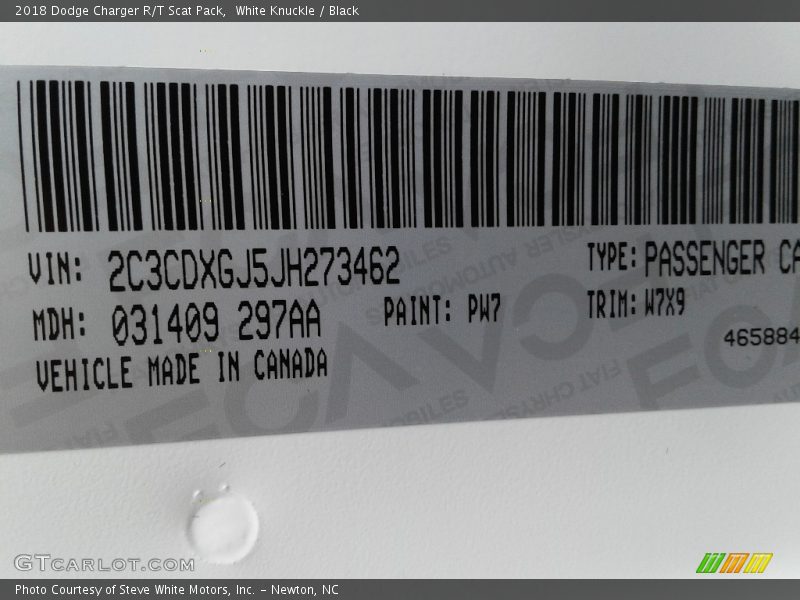 2018 Dodge Charger R/T Scat Pack,  White Knuckle / Black
VIN: 2C3CDXGJ5JH273462 TYPE: PASSENGER CA
MDH: 031409 297AA PAINT: PW7 TRIM: W7X9
465884
VEHICLE MADE IN CANADA
GTCARLOT.COM
Photo Courtesy of Steve White Motors, Inc. – Newton, NC